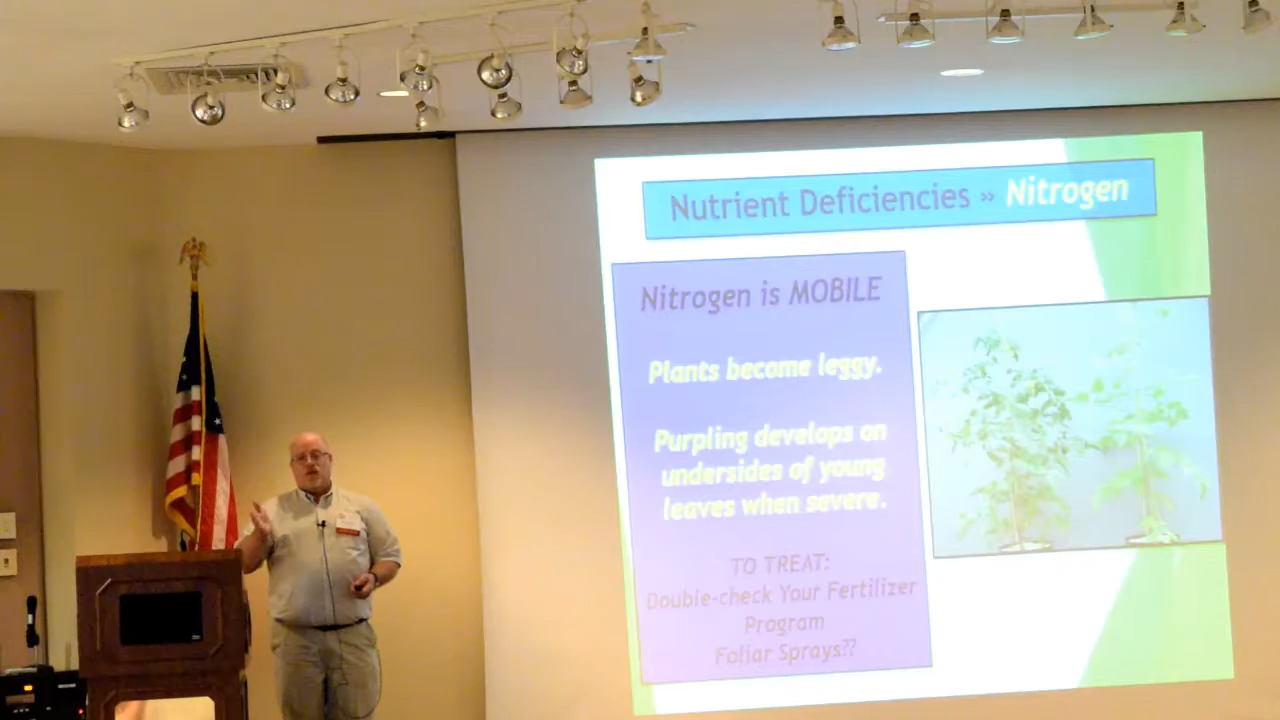 Nutrient Deficiencies » Nitrogen
Nitrogen is MOBILE
Plants become leggy.
Purpling develops on
undersides of young
leaves when severe.
TO TREAT:
Double-check Your Fertilizer
Program
Foliar Sprays??